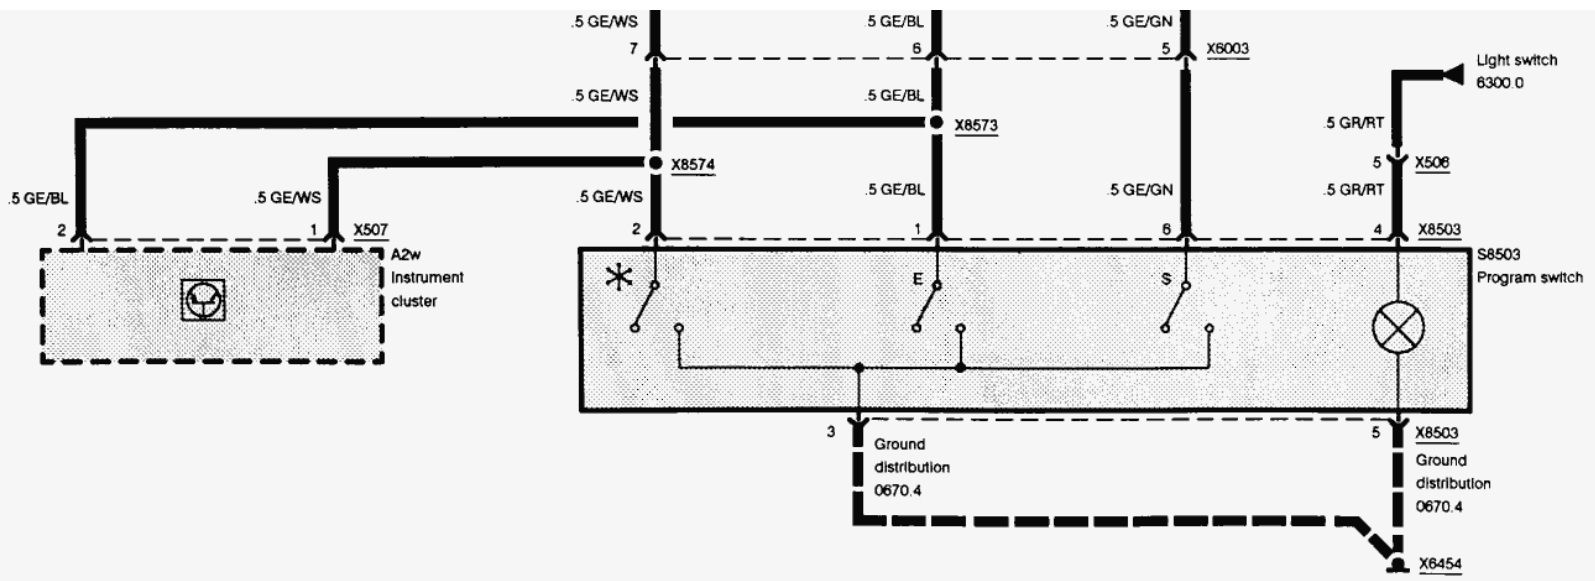 .5 GE/WS
.5 GE/BL
.5 GE/GN
7
6
5
X6003
Light switch
6300.0
.5 GE/WS
.5 GE/BL
X8573
.5 GR/RT
X8574
5
X506
.5 GE/BL
.5 GE/WS
.5 GE/WS
.5 GE/BL
.5 GE/GN
.5 GR/RT
2
1
X507
2
1
6
4
X8503
A2w
Instrument
cluster
S8503
Program switch
E
S
3
5
X8503
Ground
distribution
0670.4
Ground
distribution
0670.4
X6454